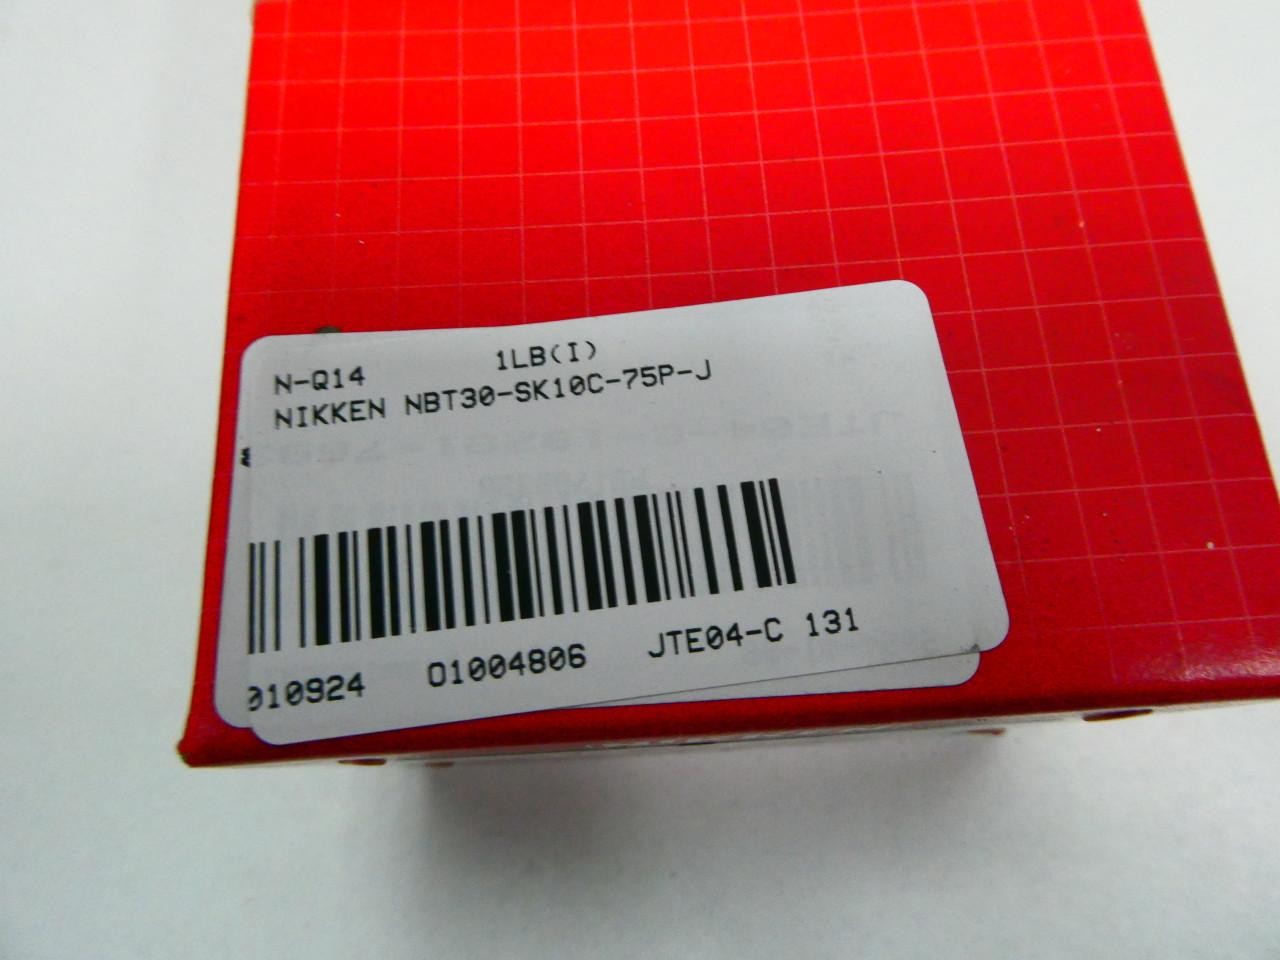 N-Q14 1LB(I)
NIKKEN NBT30-SK10C-75P-J
010924 01004806 JTE04-C 131